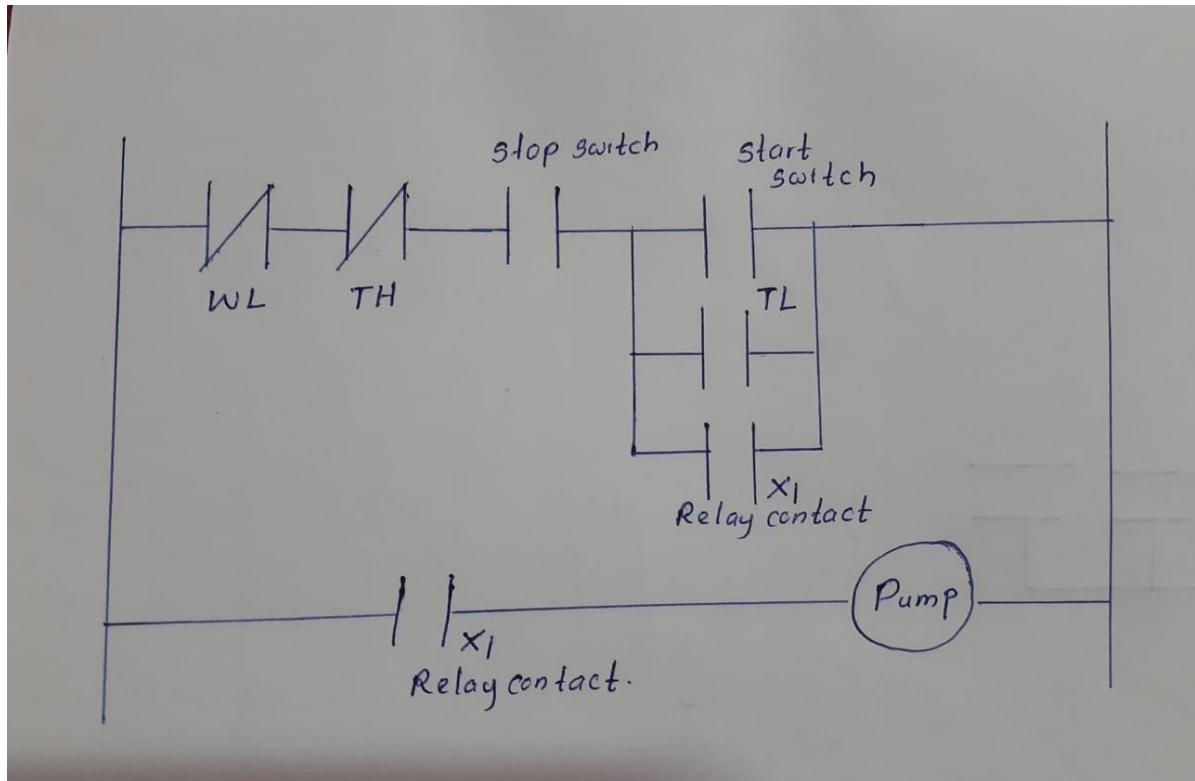 Stop switch
Start
switch
WL
TH
TL
X1
Relay contact
Pump
X1
Relay contact.